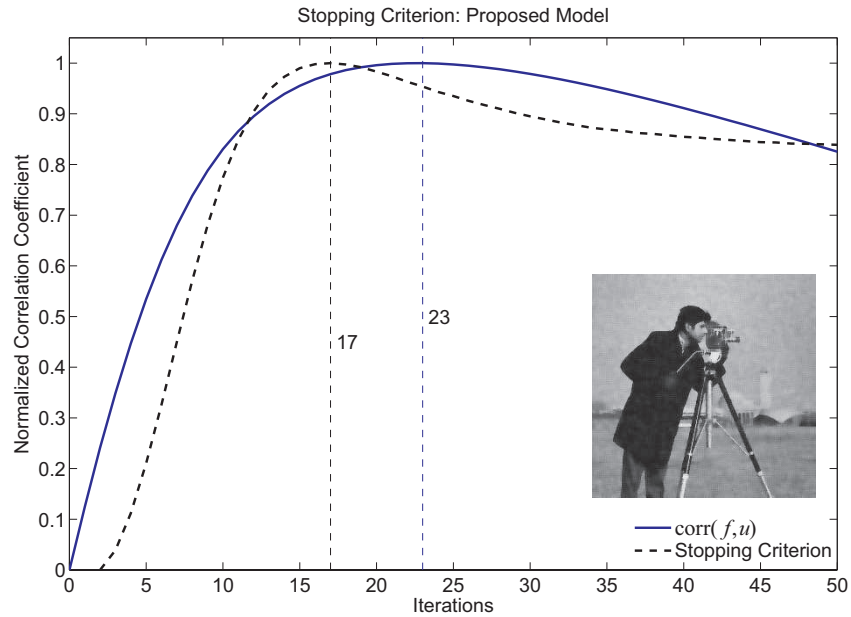 Stopping Criterion: Proposed Model
Normalized Correlation Coefficient
1
0.9
0.8
0.7
0.6
0.5
0.4
0.3
0.2
0.1
0
17
23
corr( f,u)
Stopping Criterion
0 5 10 15 20 25 30 35 40 45 50
Iterations